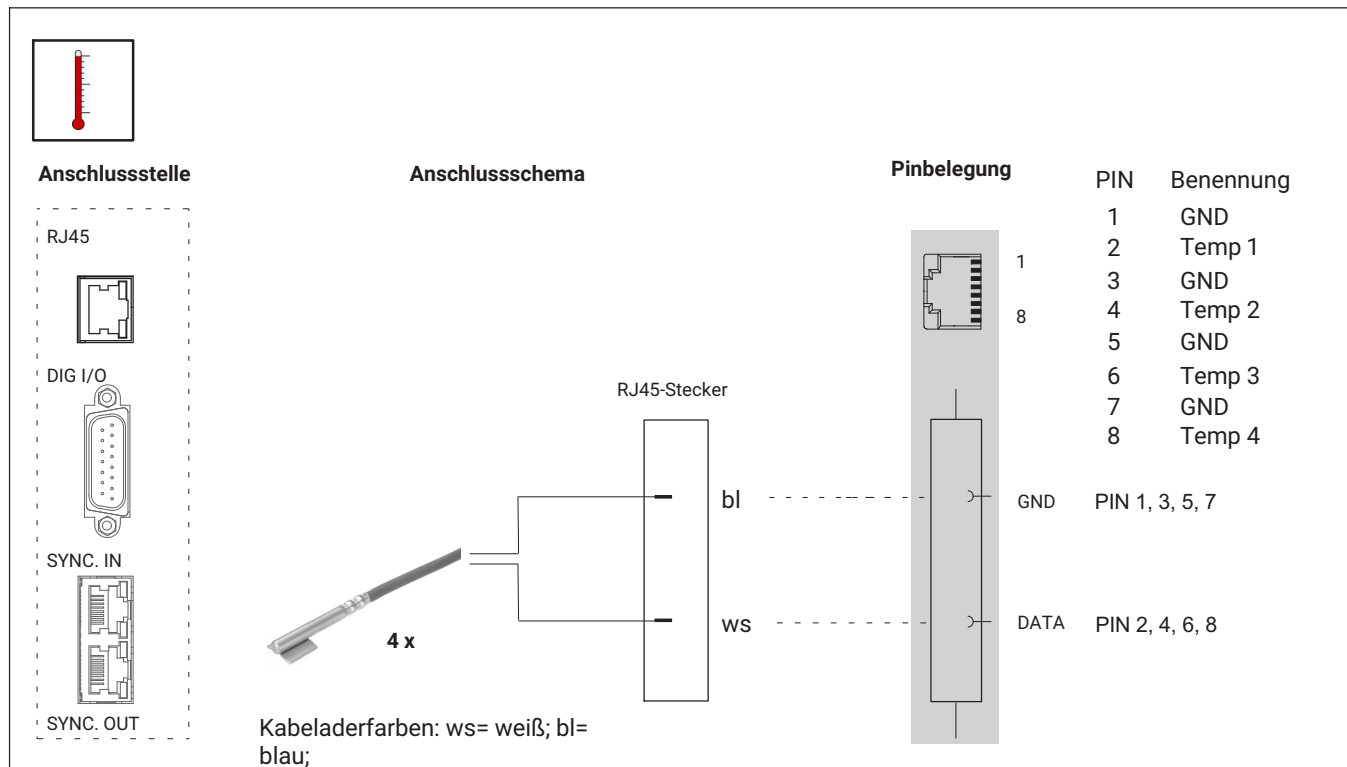 Anschlussstelle
Anschlussschema
Pinbelegung
PIN Benennung
1 GND
2 Temp 1
3 GND
4 Temp 2
5 GND
6 Temp 3
7 GND
8 Temp 4
RJ45
DIG I/O
SYNC. IN
SYNC. OUT
RJ45-Stecker
1
8
bl
GND PIN 1, 3, 5, 7
ws
DATA PIN 2, 4, 6, 8
4 x
Kabeladerfarben: ws= weiß; bl=
blau;